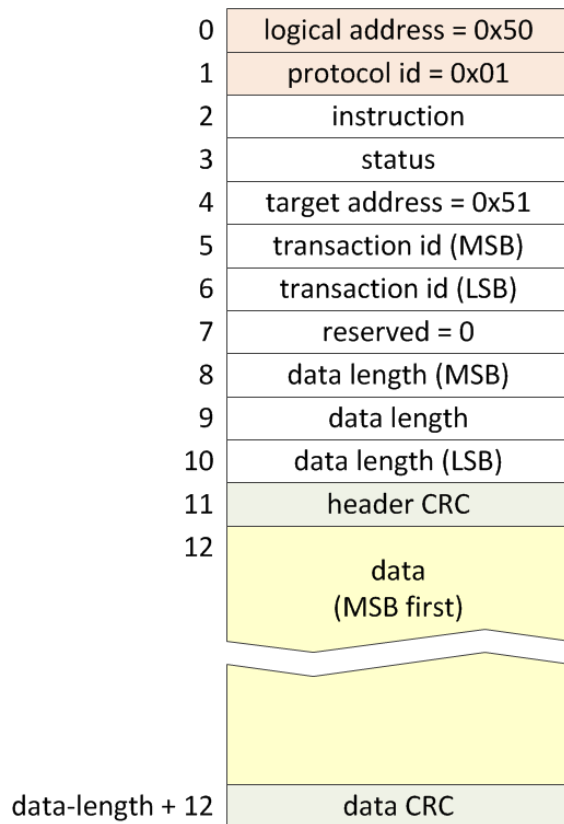 0 logical address = 0x50
1 protocol id = 0x01
2 instruction
3 status
4 target address = 0x51
5 transaction id (MSB)
6 transaction id (LSB)
7 reserved = 0
8 data length (MSB)
9 data length
10 data length (LSB)
11 header CRC
12
data
(MSB first)
data-length + 12 data CRC